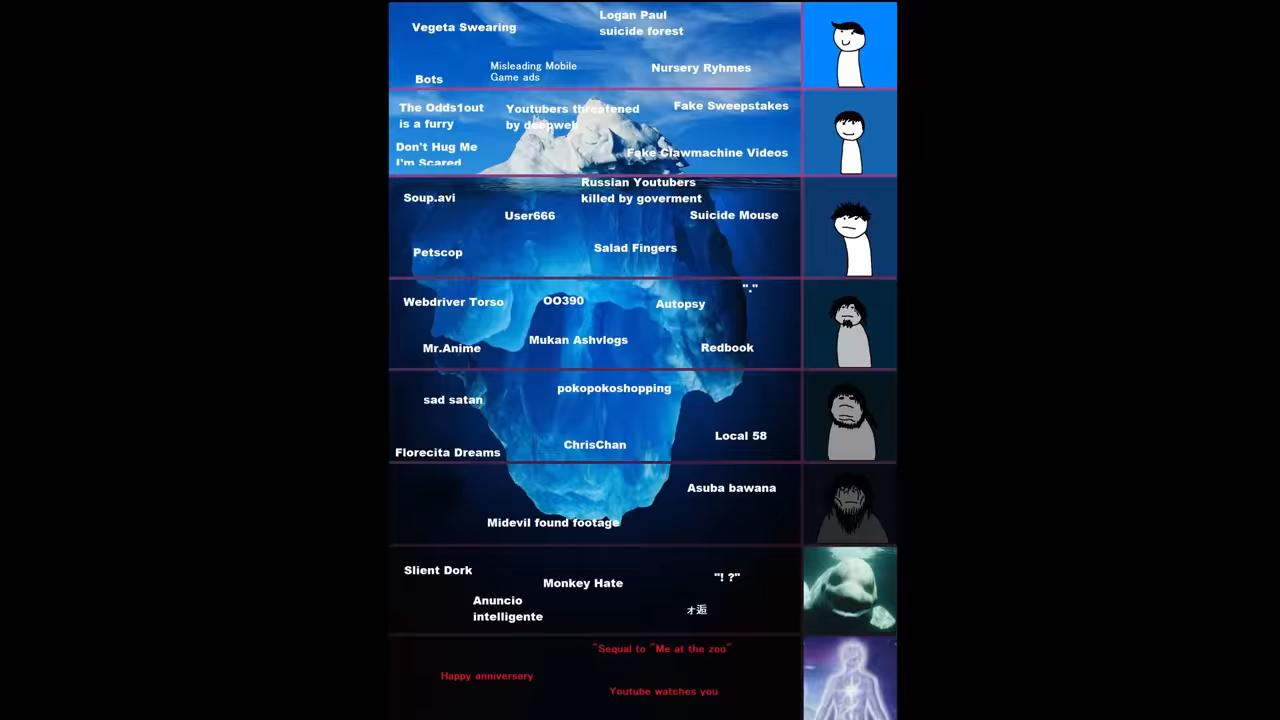 Vegeta Swearing
Logan Paul
suicide forest
Bots
Misleading Mobile
Game ads
Nursery Ryhmes
The Odds1out
is a furry
Youtubers threatened
by deepweb
Fake Sweepstakes
Don't Hug Me
I'm Scared
Fake Clawmachine Videos
Russian Youtubers
killed by goverment
Soup.avi
User666
Suicide Mouse
Petscop
Salad Fingers
"."
Webdriver Torso
OO390
Autopsy
Mr.Anime
Mukan Ashvlogs
Redbook
pokopokoshopping
sad satan
Local 58
ChrisChan
Florecita Dreams
Asuba bawana
Midevil found footage
Slient Dork
Monkey Hate
"! ?"
Anuncio
intelligente
ォ逅
"Sequal to "Me at the zoo"
Happy anniversary
Youtube watches you